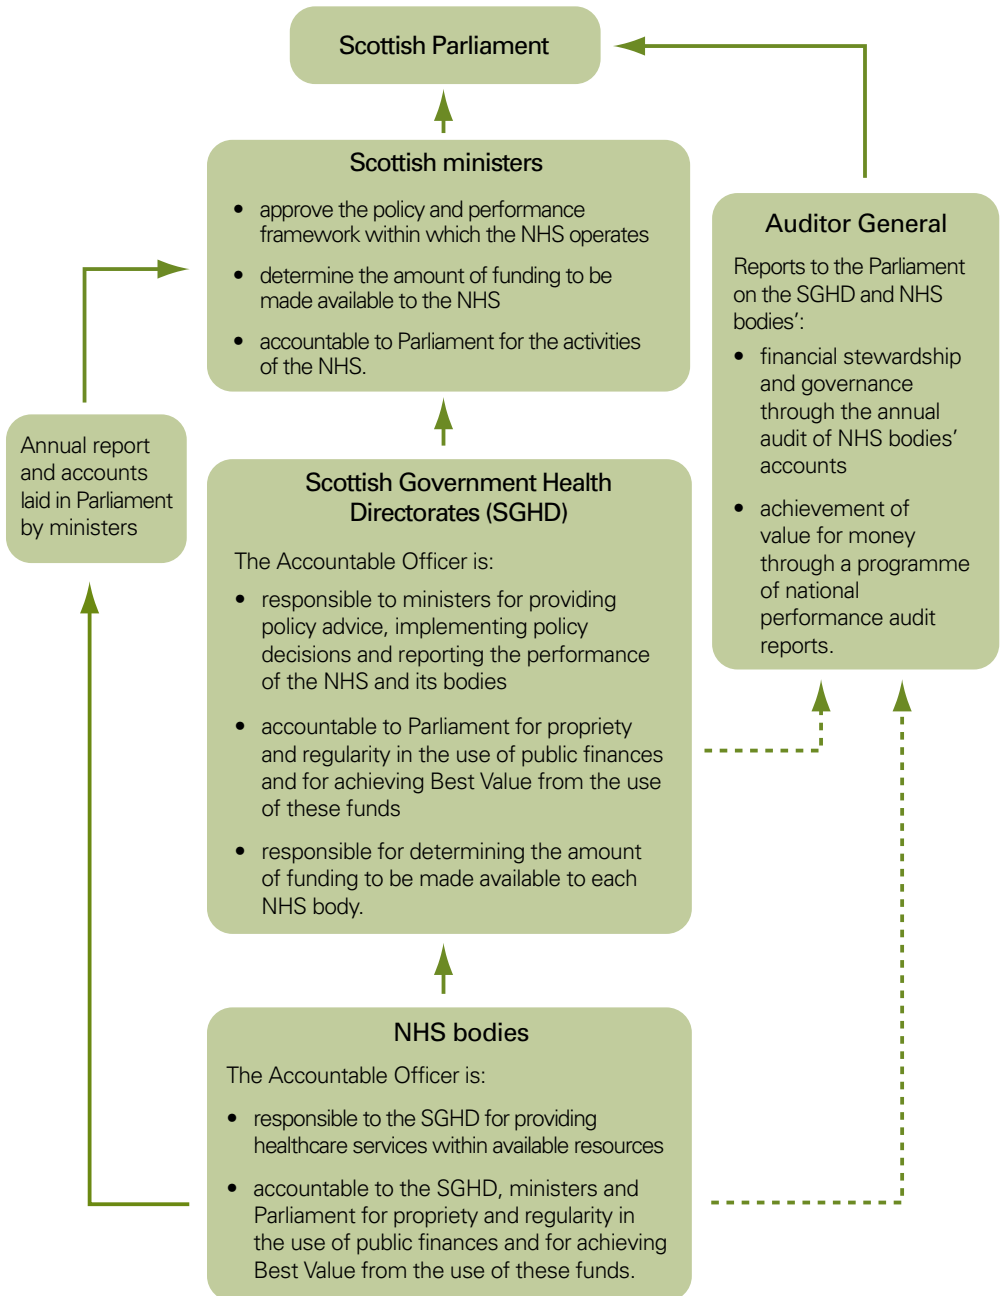 Scottish Parliament
Scottish ministers
• approve the policy and performance
framework within which the NHS operates
• determine the amount of funding to be
made available to the NHS
• accountable to Parliament for the activities
of the NHS.
Auditor General
Reports to the Parliament
on the SGHD and NHS
bodies’:
• financial stewardship
and governance
through the annual
audit of NHS bodies’
accounts
• achievement of
value for money
through a programme
of national
performance audit
reports.
Annual report
and accounts
laid in Parliament
by ministers
Scottish Government Health
Directorates (SGHD)
The Accountable Officer is:
• responsible to ministers for providing
policy advice, implementing policy
decisions and reporting the performance
of the NHS and its bodies
• accountable to Parliament for propriety
and regularity in the use of public finances
and for achieving Best Value from the use
of these funds
• responsible for determining the amount
of funding to be made available to each
NHS body.
NHS bodies
The Accountable Officer is:
• responsible to the SGHD for providing
healthcare services within available resources
• accountable to the SGHD, ministers and
Parliament for propriety and regularity in
the use of public finances and for achieving
Best Value from the use of these funds.